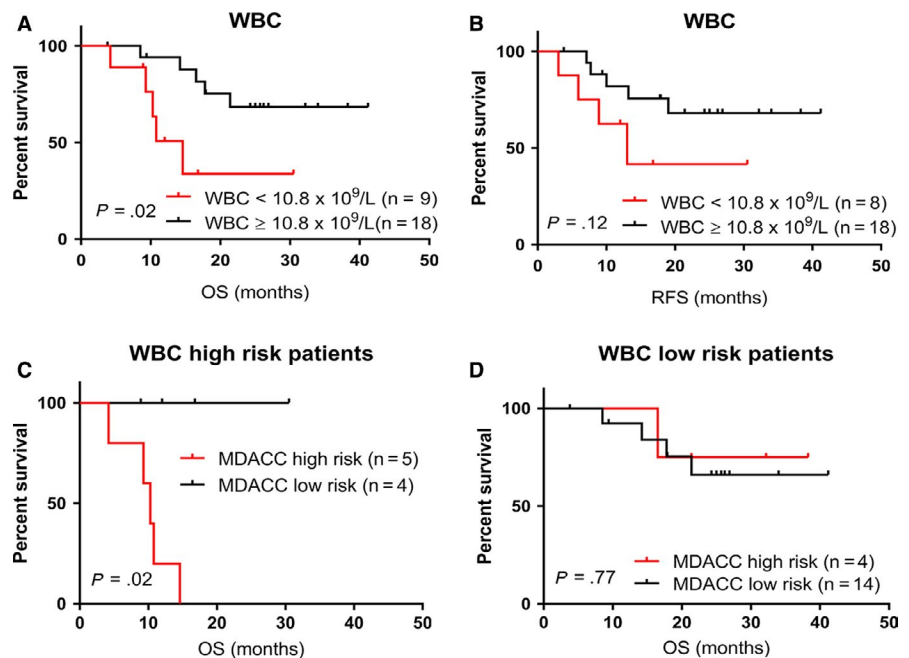 A
WBC
Percent survival
100
50
0
P = .02
WBC < 10.8 x 10⁹/L (n = 9)
WBC ≥ 10.8 x 10⁹/L(n = 18)
0 10 20 30 40 50
OS (months)
B
WBC
Percent survival
100
50
0
P = .12
WBC < 10.8 x 10⁹/L (n = 8)
WBC ≥ 10.8 x 10⁹/L (n = 18)
0 10 20 30 40 50
RFS (months)
C
WBC high risk patients
Percent survival
100
50
0
MDACC high risk (n = 5)
MDACC low risk (n = 4)
P = .02
0 10 20 30 40 50
OS (months)
D
WBC low risk patients
Percent survival
100
50
0
P = .77
MDACC high risk (n = 4)
MDACC low risk (n = 14)
0 10 20 30 40 50
OS (months)